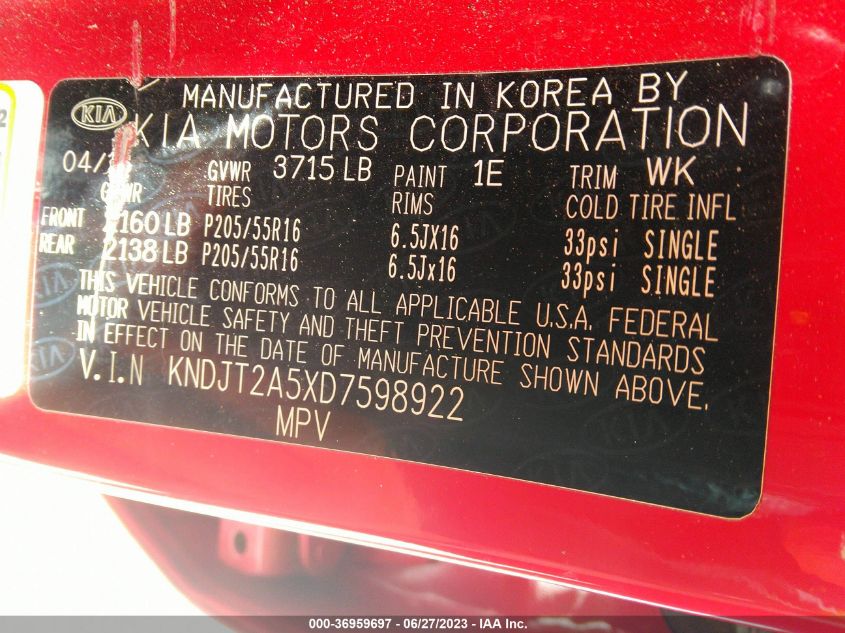 KIA
MANUFACTURED IN KOREA BY
KIA MOTORS CORPORATION
04/ GVWR 3715 LB PAINT 1E TRIM WK
TIRES RIMS COLD TIRE INFL
FRONT 2160 LB P205/55R16 6.5JX16 33psi SINGLE
REAR 2138 LB P205/55R16 6.5Jx16 33psi SINGLE
THIS VEHICLE CONFORMS TO ALL APPLICABLE U.S.A. FEDERAL
MOTOR VEHICLE SAFETY AND THEFT PREVENTION STANDARDS
IN EFFECT ON THE DATE OF MANUFACTURE SHOWN ABOVE.
V.I.N KNDJT2A5XD7598922
MPV
000-36959697 - 06/27/2023 - IAA Inc.